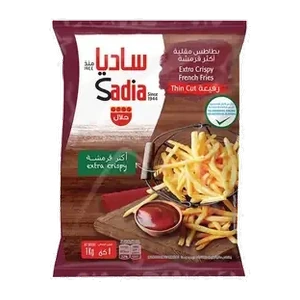 ساديا
منذ
Sadia
Since
1944
حلال
بطاطس مقلية
أكثر قرمشة
Extra Crispy
French Fries
Thin Cut رفيعة
أكثر قرمشة
extra crispy